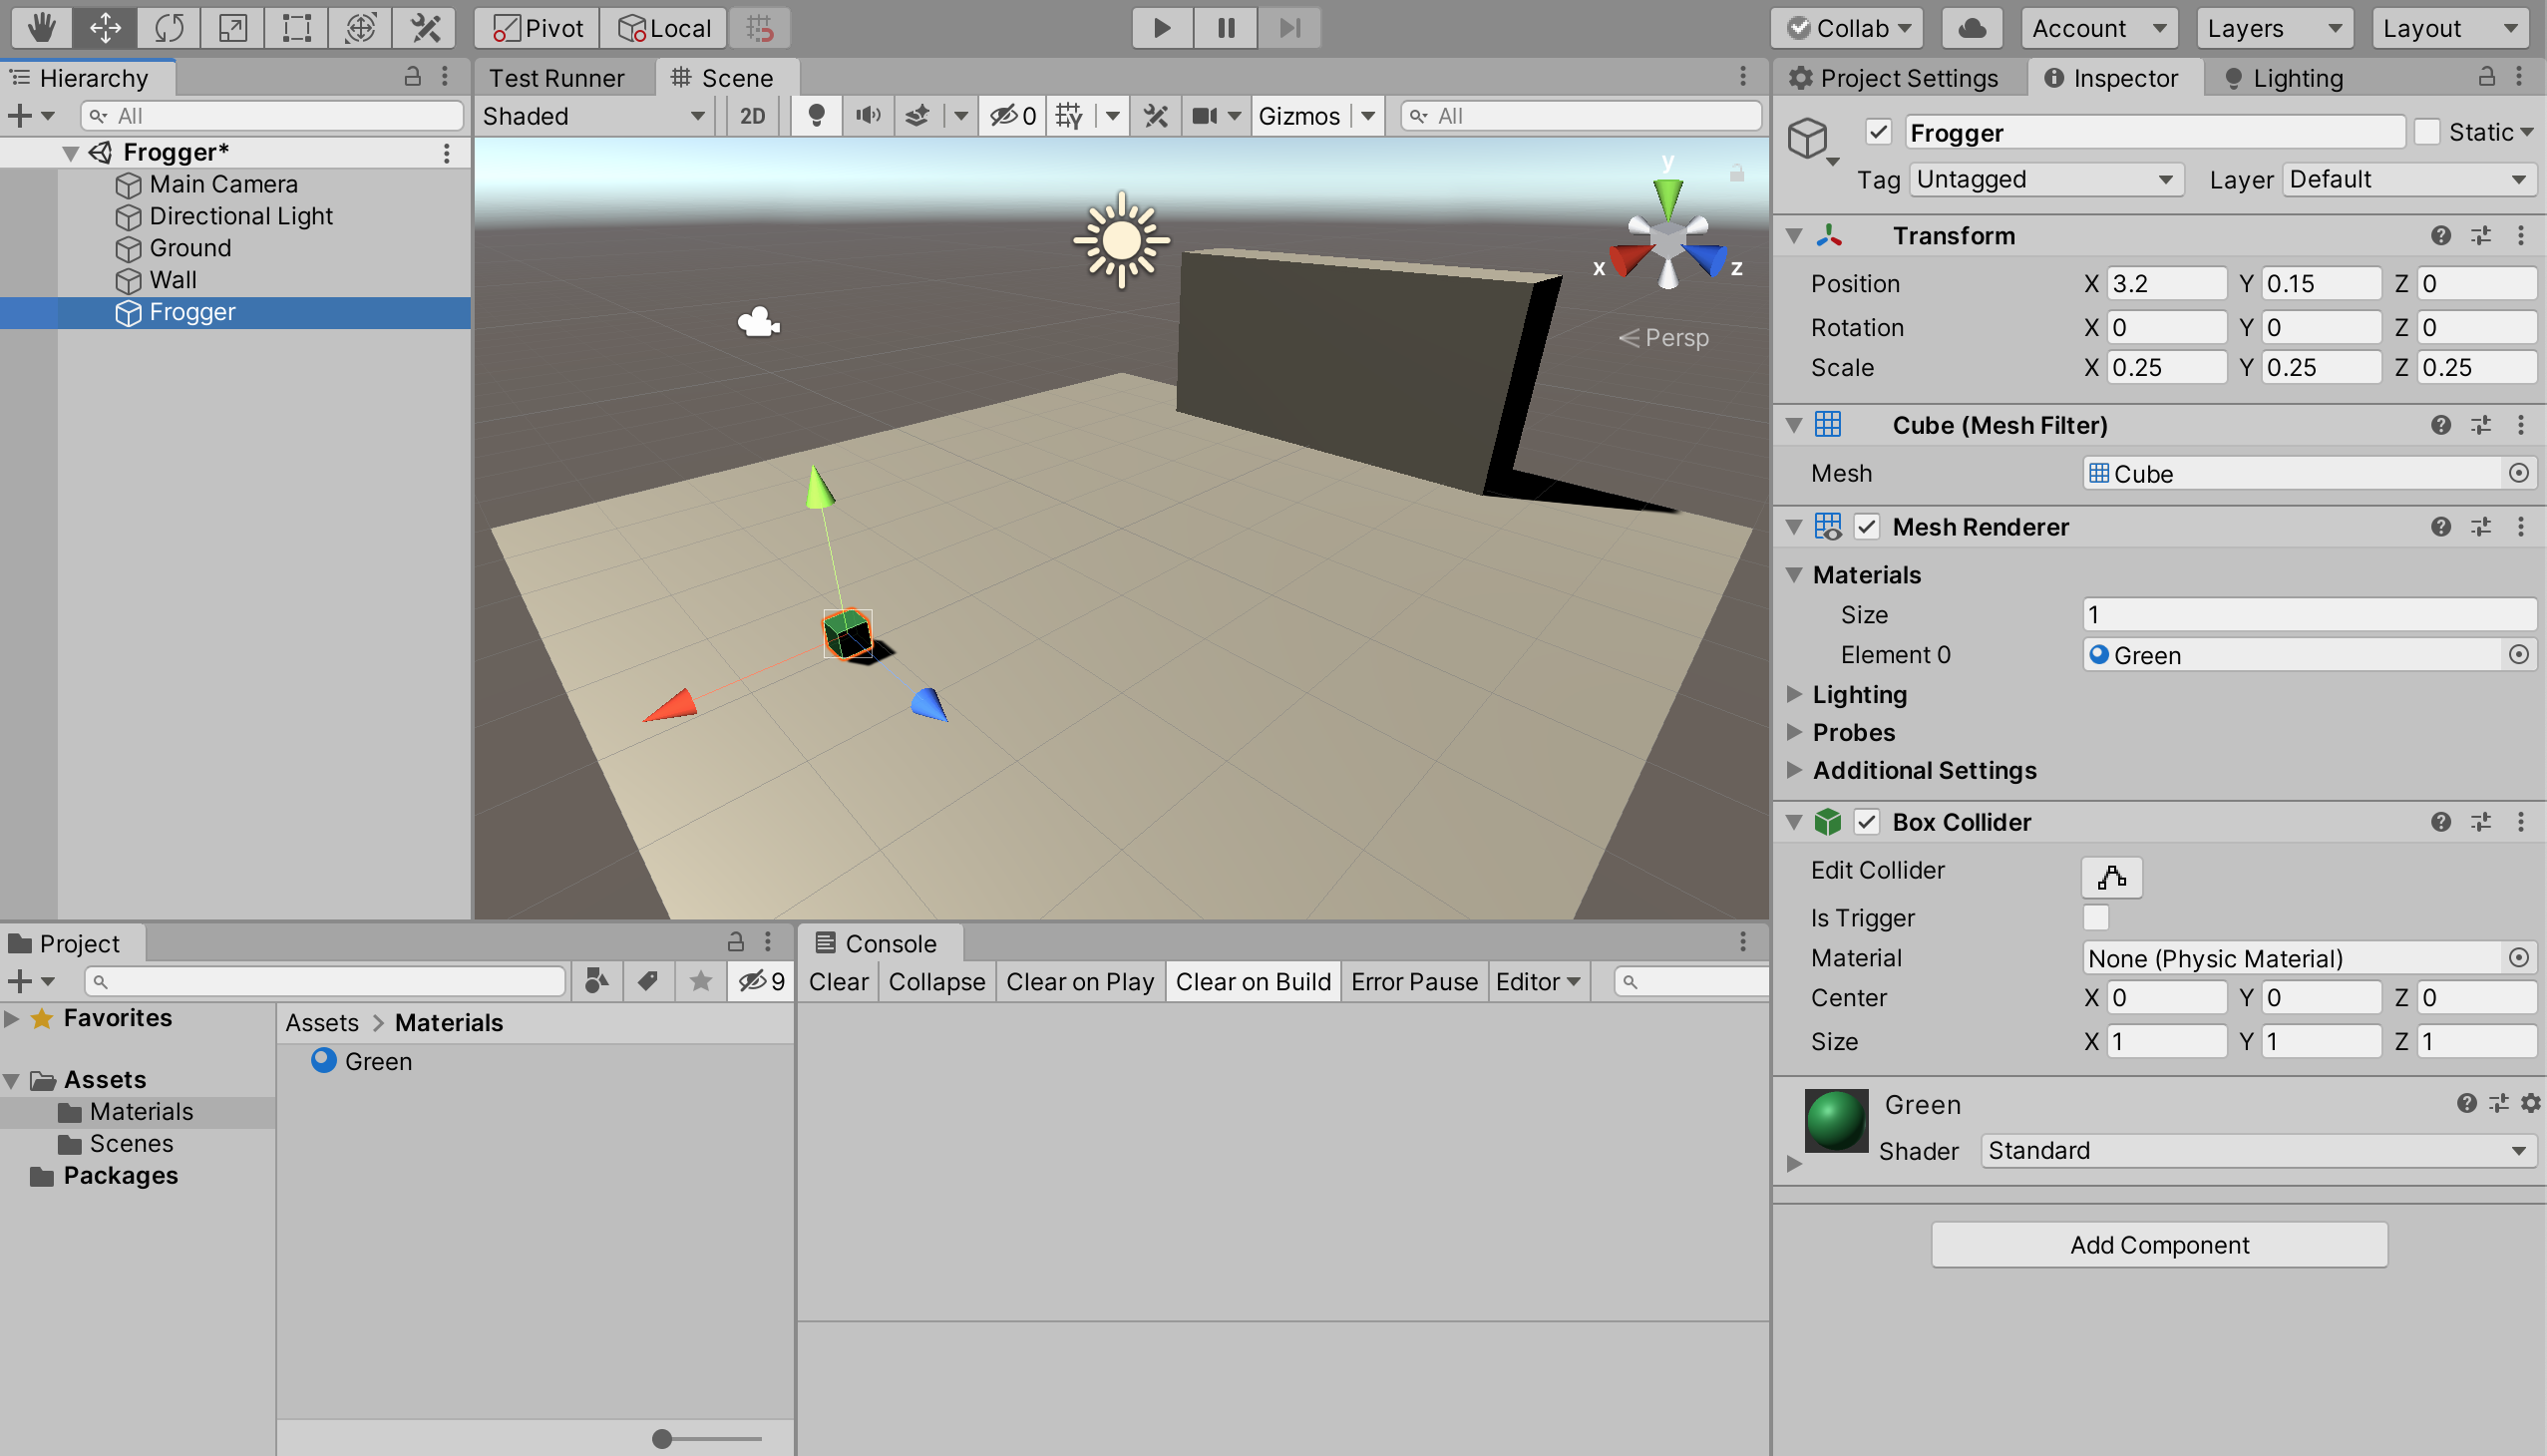 Pivot Local Collab Account Layers Layout
Hierarchy
All
Frogger*
Main Camera
Directional Light
Ground
Wall
Frogger
Test Runner Scene
Shaded 2D 0 Gizmos All
y
x z
Persp
Project Settings Inspector Lighting
Frogger Static
Tag Untagged Layer Default
Transform
Position X 3.2 Y 0.15 Z 0
Rotation X 0 Y 0 Z 0
Scale X 0.25 Y 0.25 Z 0.25
Cube (Mesh Filter)
Mesh Cube
Mesh Renderer
Materials
Size 1
Element 0 Green
Lighting
Probes
Additional Settings
Box Collider
Edit Collider
Is Trigger
Material None (Physic Material)
Center X 0 Y 0 Z 0
Size X 1 Y 1 Z 1
Green
Shader Standard
Add Component
Project
9
Favorites
Assets
Materials
Scenes
Packages
Assets > Materials
Green
Console
Clear Collapse Clear on Play Clear on Build Error Pause Editor